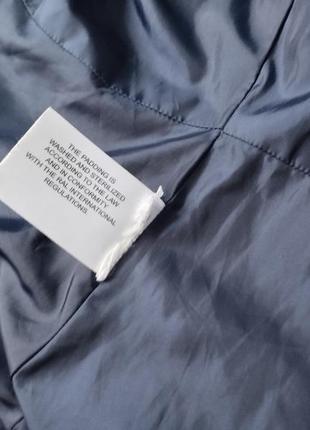 THE PADDING IS
WASHED AND STERILIZED
ACCORDING TO THE LAW
AND IN CONFORMITY
WITH THE RAL INTERNATIONAL
REGULATIONS.